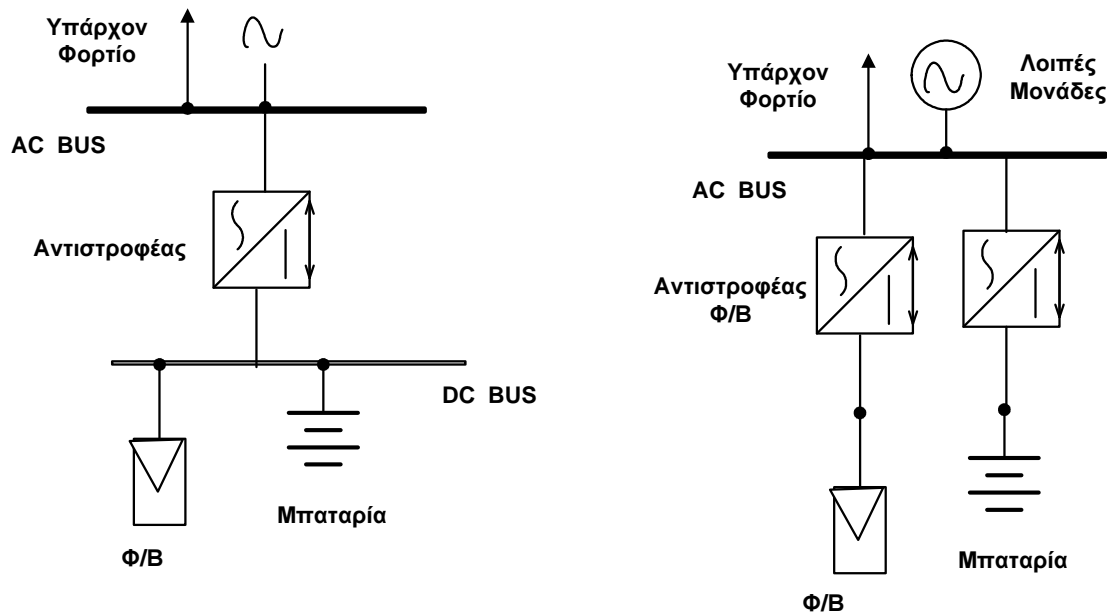 Υπάρχον
Φορτίο
AC BUS
Αντιστροφέας
DC BUS
Μπαταρία
Φ/Β
Υπάρχον
Φορτίο
Λοιπές
Μονάδες
AC BUS
Αντιστροφέας
Φ/Β
Μπαταρία
Φ/Β